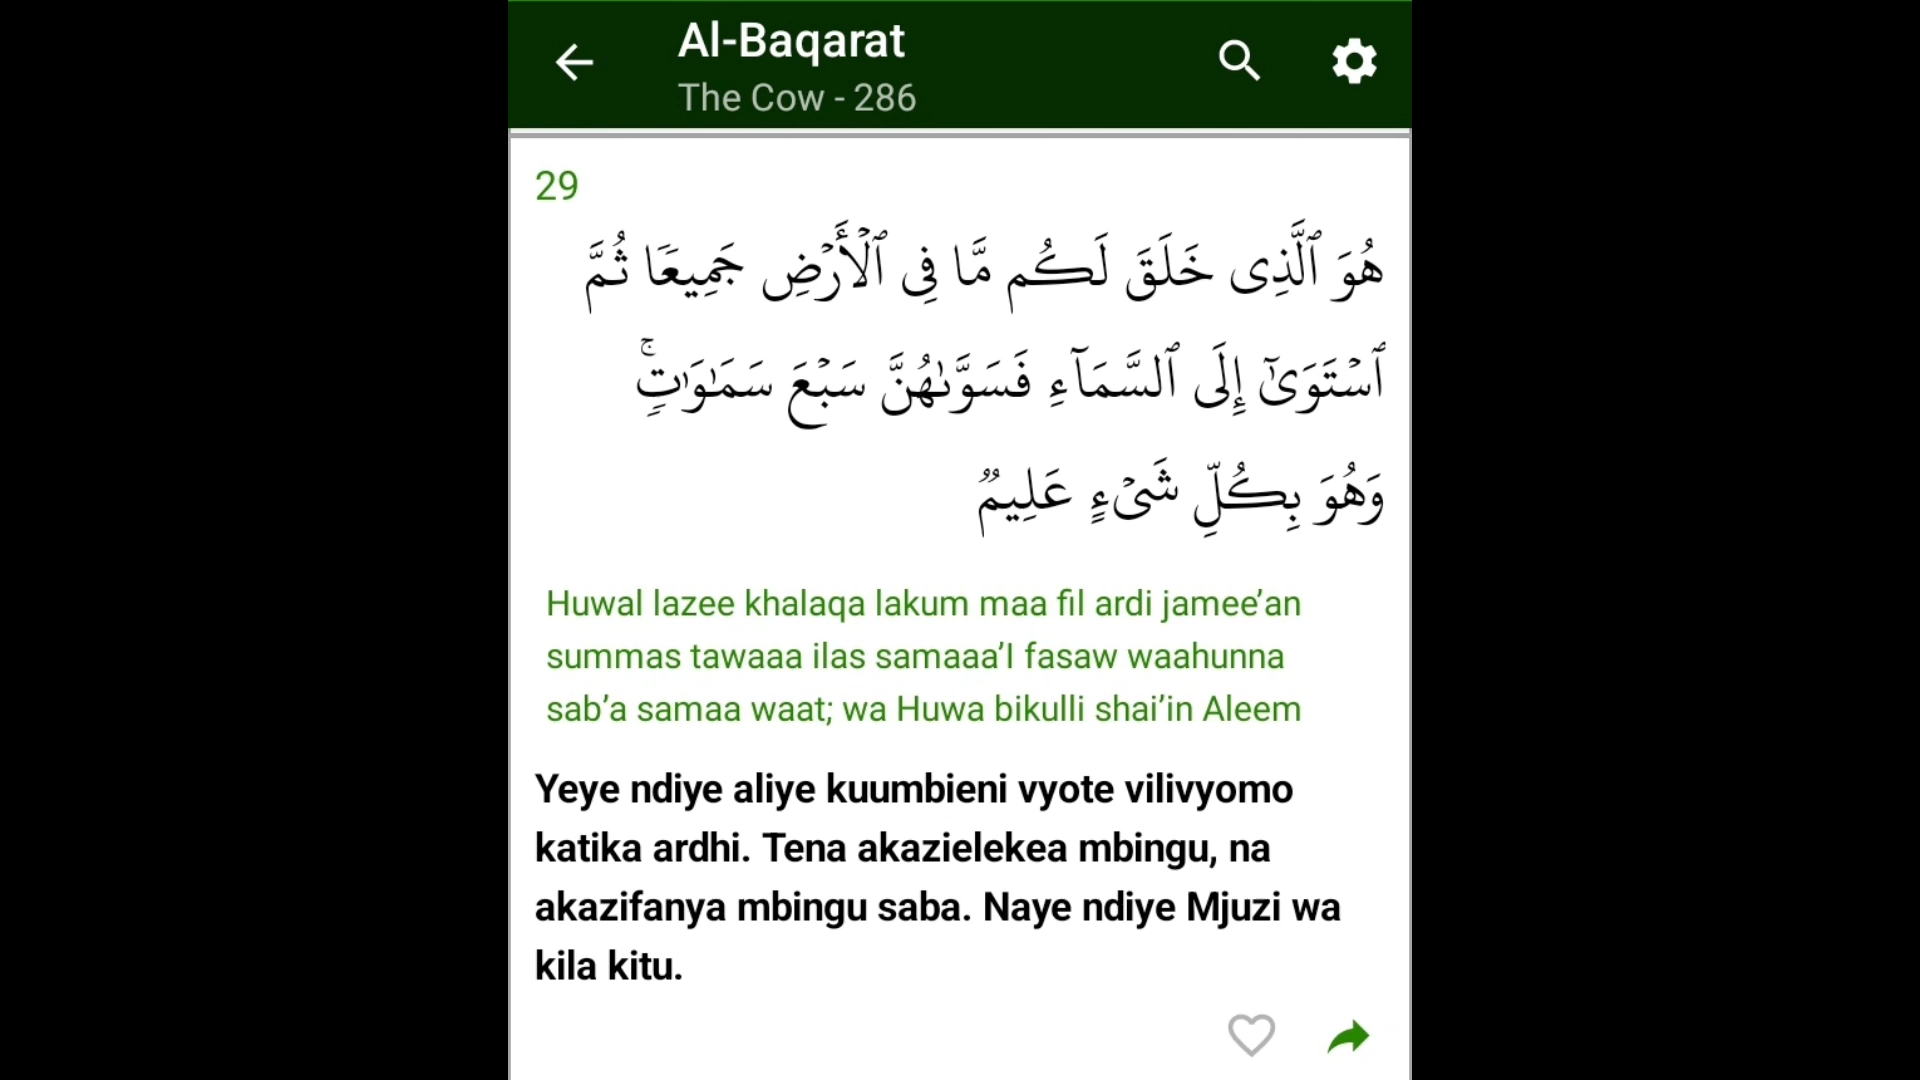 Al-Baqarat
The Cow - 286
29
هُوَ ٱلَّذِى خَلَقَ لَكُم مَّا فِى ٱلْأَرْضِ جَمِيعًا ثُمَّ
ٱسْتَوَىٰٓ إِلَى ٱلسَّمَآءِ فَسَوَّىٰهُنَّ سَبْعَ سَمَٰوَٰتٍۚ
وَهُوَ بِكُلِّ شَىْءٍ عَلِيمٌ
Huwal lazee khalaqa lakum maa fil ardi jamee’an
summas tawaaa ilas samaaa’I fasaw waahunna
sab’a samaa waat; wa Huwa bikulli shai’in Aleem
Yeye ndiye aliye kuumbieni vyote vilivyomo
katika ardhi. Tena akazielekea mbingu, na
akazifanya mbingu saba. Naye ndiye Mjuzi wa
kila kitu.